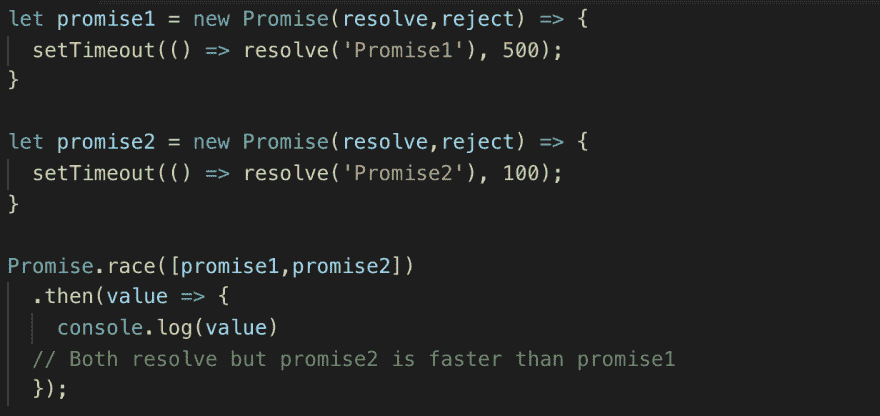 let promise1 = new Promise(resolve,reject) => {
  setTimeout(() => resolve('Promise1'), 500);
}
let promise2 = new Promise(resolve,reject) => {
  setTimeout(() => resolve('Promise2'), 100);
}
Promise.race([promise1,promise2])
  .then(value => {
    console.log(value)
  // Both resolve but promise2 is faster than promise1
  });